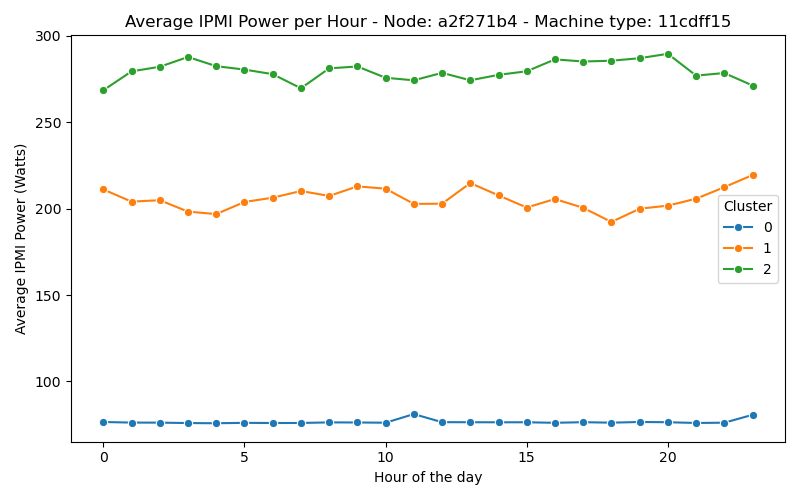 Average IPMI Power per Hour - Node: a2f271b4 - Machine type: 11cdff15
300
250
200
150
100
Average IPMI Power (Watts)
Cluster
0
1
2
0 5 10 15 20
Hour of the day